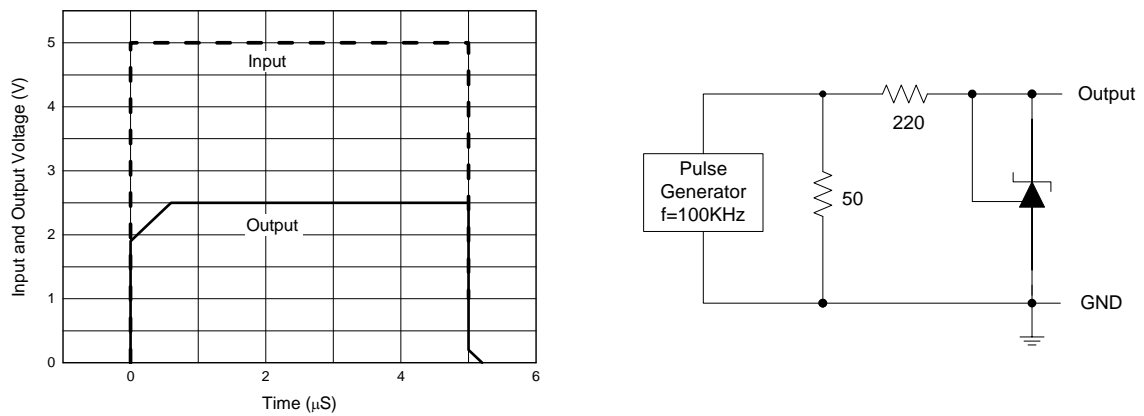 Input and Output Voltage (V)
5
4
3
2
1
0
Input
Output
0
2
4
6
Time (μS)
Pulse
Generator
f=100KHz
50
220
Output
GND